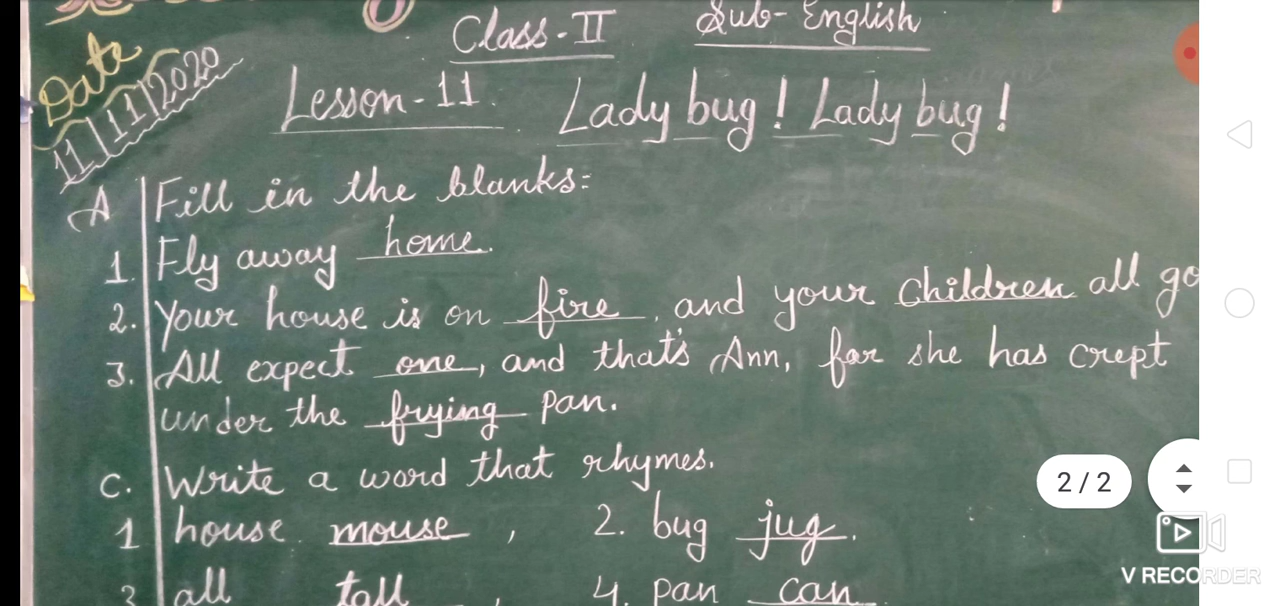 Class-II Sub-English
Date
11/11/2020
Lesson-11. Lady bug! Lady bug!
A Fill in the blanks:
1. Fly away home.
2. Your house is on fire, and your children all go
3. All expect one, and that's Ann, for she has crept
under the frying pan.
C. Write a word that rhymes.
1 house mouse, 2. bug jug.
3 all tall, 4. pan can
2/2
V RECORDER